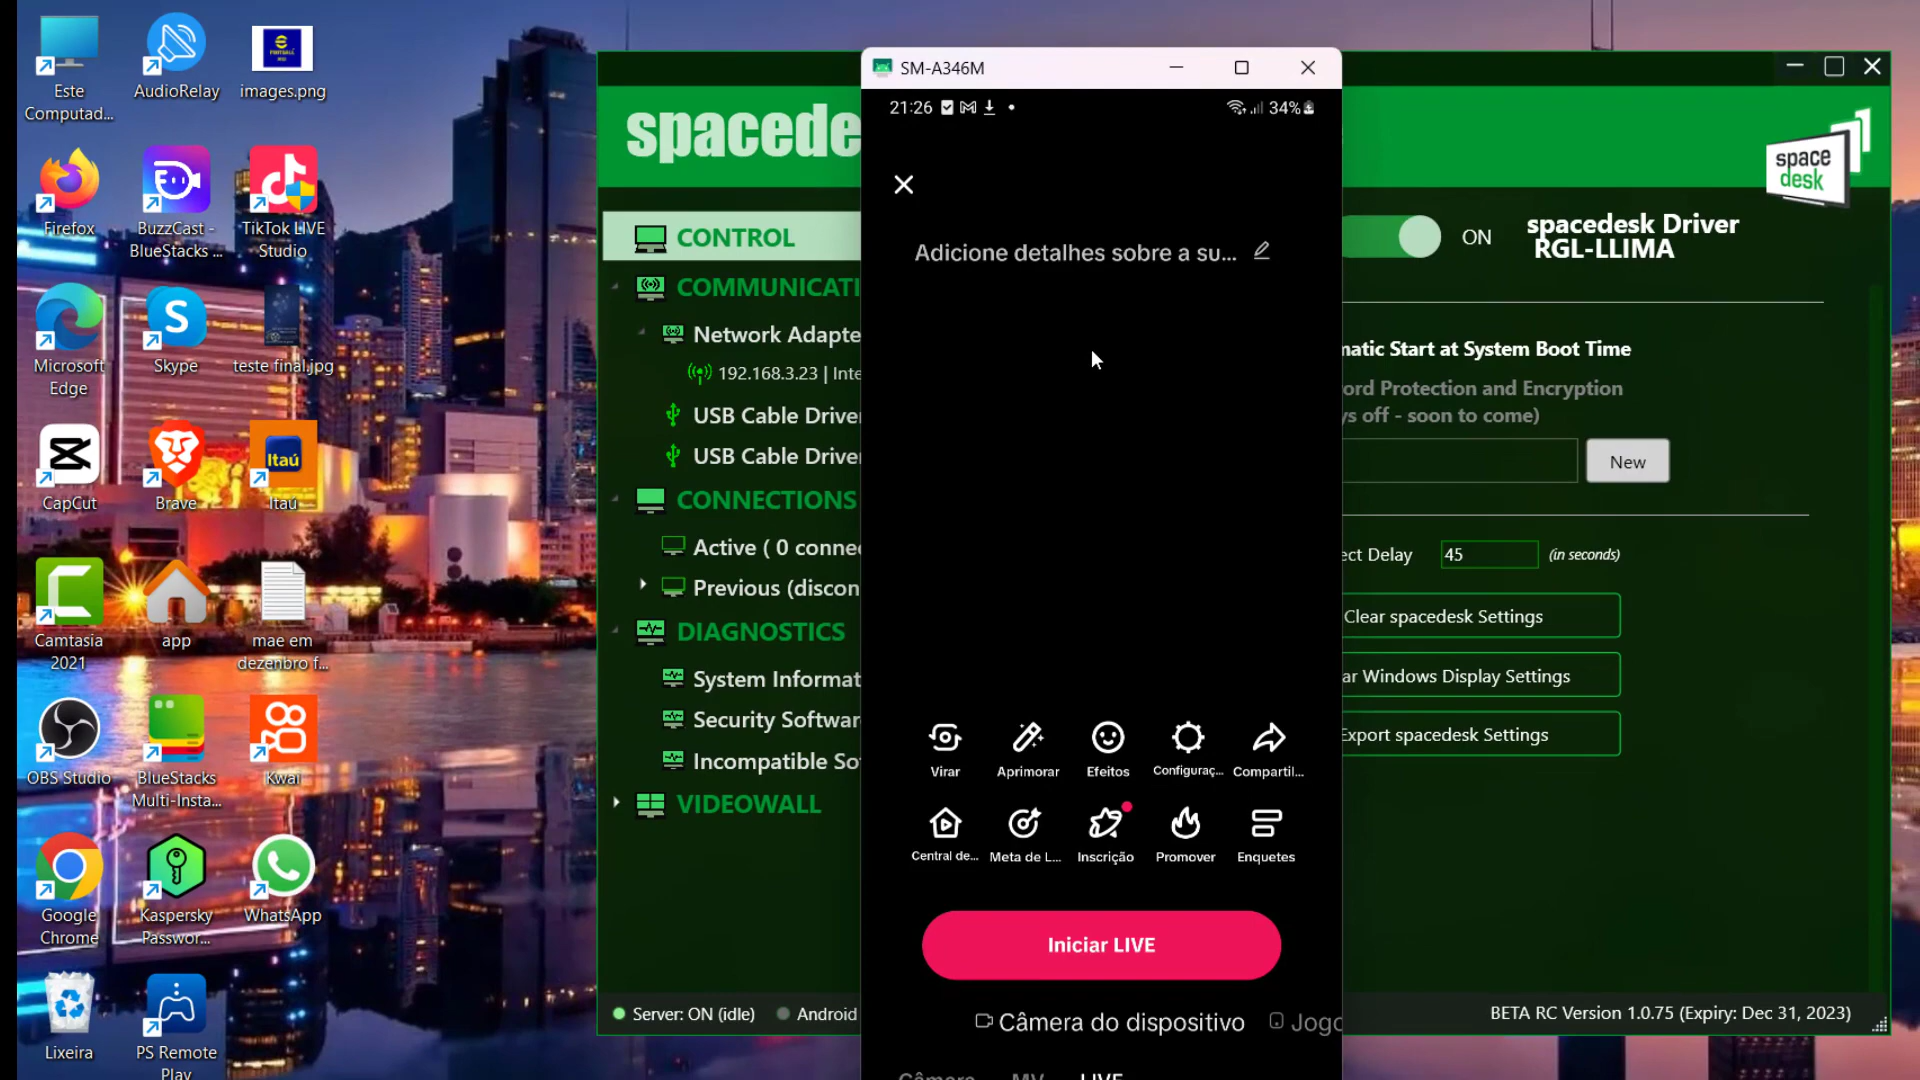 Este
Computad...
AudioRelay
images.png
Firefox
BuzzCast -
BlueStacks ...
TikTok LIVE
Studio
Microsoft
Edge
Skype
teste final.jpg
CapCut
Brave
Itaú
Itaú
Camtasia
2021
app
mae em
dezenbro f...
OBS Studio
BlueStacks
Multi-Insta...
Kwai
Google
Chrome
Kaspersky
Passwor...
WhatsApp
Lixeira
PS Remote
Play
spacede
CONTROL
COMMUNICATI
Network Adapte
192.168.3.23 | Inte
USB Cable Driver
USB Cable Driver
CONNECTIONS
Active ( 0 conne
Previous (discon
DIAGNOSTICS
System Informat
Security Softwar
Incompatible So
VIDEOWALL
Server: ON (idle)
Android
SM-A346M
21:26
34%
Adicione detalhes sobre a su...
Virar
Aprimorar
Efeitos
Configuraç...
Compartil...
Central de...
Meta de L...
Inscrição
Promover
Enquetes
Iniciar LIVE
Câmera do dispositivo
Jogo
Câmera
MV
LIVE
space
desk
ON
spacedesk Driver
RGL-LLIMA
matic Start at System Boot Time
ord Protection and Encryption
ys off - soon to come)
New
ect Delay
45
(in seconds)
Clear spacedesk Settings
ar Windows Display Settings
Export spacedesk Settings
BETA RC Version 1.0.75 (Expiry: Dec 31, 2023)